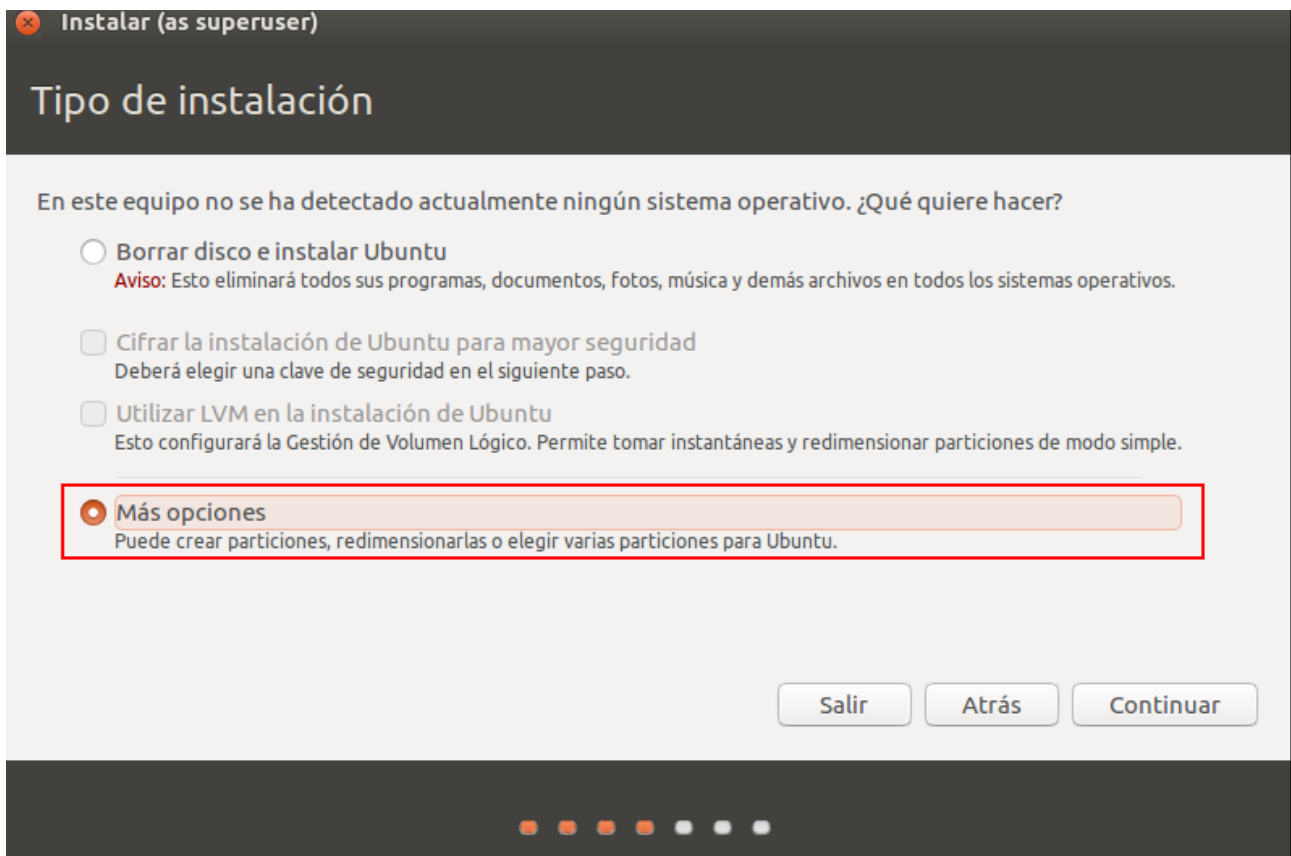 Instalar (as superuser)
Tipo de instalación
En este equipo no se ha detectado actualmente ningún sistema operativo. ¿Qué quiere hacer?
Borrar disco e instalar Ubuntu
Aviso: Esto eliminará todos sus programas, documentos, fotos, música y demás archivos en todos los sistemas operativos.
Cifrar la instalación de Ubuntu para mayor seguridad
Deberá elegir una clave de seguridad en el siguiente paso.
Utilizar LVM en la instalación de Ubuntu
Esto configurará la Gestión de Volumen Lógico. Permite tomar instantáneas y redimensionar particiones de modo simple.
Más opciones
Puede crear particiones, redimensionarlas o elegir varias particiones para Ubuntu.
Salir Atrás Continuar